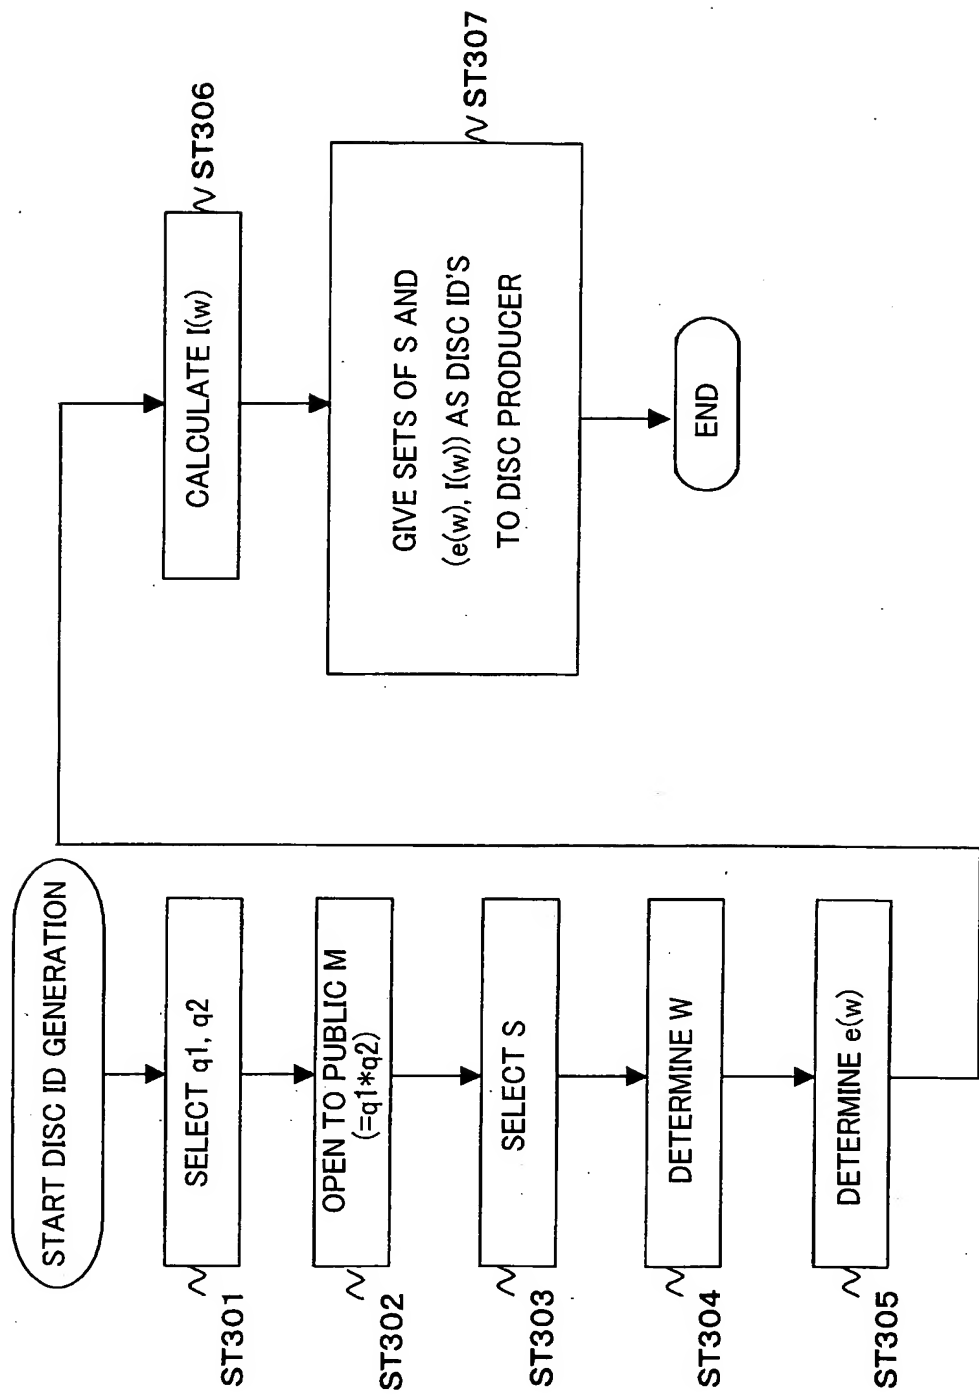 START DISC ID GENERATION
SELECT q1, q2
ST301
OPEN TO PUBLIC M
(=q1*q2)
ST302
SELECT S
ST303
DETERMINE W
ST304
DETERMINE e(w)
ST305
CALCULATE I(w)
ST306
GIVE SETS OF S AND
(e(w), I(w)) AS DISC ID'S
TO DISC PRODUCER
ST307
END